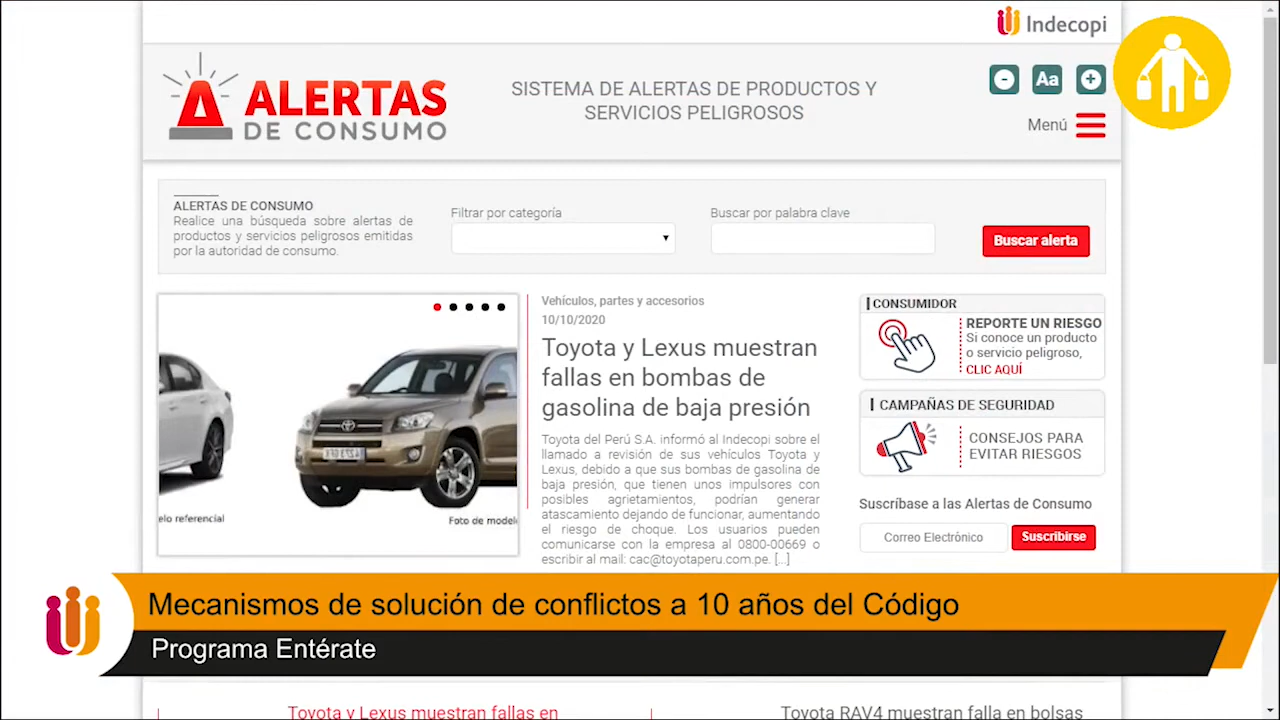 Indecopi
ALERTAS
DE CONSUMO
SISTEMA DE ALERTAS DE PRODUCTOS Y
SERVICIOS PELIGROSOS
- Aa +
Menú
ALERTAS DE CONSUMO
Realice una búsqueda sobre alertas de
productos y servicios peligrosos emitidas
por la autoridad de consumo.
Filtrar por categoría
Buscar por palabra clave
Buscar alerta
elo referencial
Foto de model
Vehículos, partes y accesorios
10/10/2020
Toyota y Lexus muestran
fallas en bombas de
gasolina de baja presión
Toyota del Perú S.A. informó al Indecopi sobre el
llamado a revisión de sus vehículos Toyota y
Lexus, debido a que sus bombas de gasolina de
baja presión, que tienen unos impulsores con
posibles agrietamientos, podrían generar
atascamiento dejando de funcionar, aumentando
el riesgo de choque. Los usuarios pueden
comunicarse con la empresa al 0800-00669 o
escribir al mail: cac@toyotaperu.com.pe. [...]
CONSUMIDOR
REPORTE UN RIESGO
Si conoce un producto
o servicio peligroso,
CLIC AQUÍ
CAMPAÑAS DE SEGURIDAD
CONSEJOS PARA
EVITAR RIESGOS
Suscríbase a las Alertas de Consumo
Correo Electrónico
Suscribirse
Mecanismos de solución de conflictos a 10 años del Código
Programa Entérate
Toyota y Lexus muestran fallas en
Toyota RAV4 muestran falla en bolsas